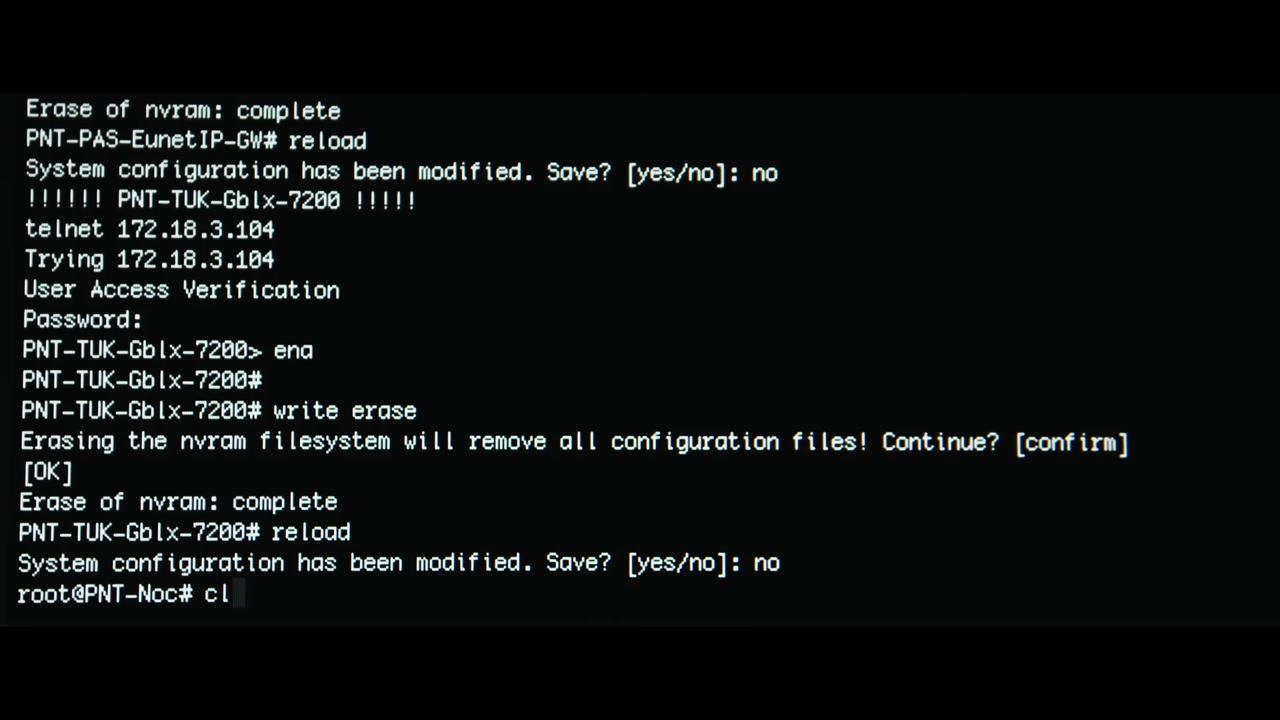 Erase of nvram: complete
PNT-PAS-EunetIP-GW# reload
System configuration has been modified. Save? [yes/no]: no
!!!!!! PNT-TUK-Gblx-7200 !!!!!
telnet 172.18.3.104
Trying 172.18.3.104
User Access Verification
Password:
PNT-TUK-Gblx-7200> ena
PNT-TUK-Gblx-7200#
PNT-TUK-Gblx-7200# write erase
Erasing the nvram filesystem will remove all configuration files! Continue? [confirm]
[OK]
Erase of nvram: complete
PNT-TUK-Gblx-7200# reload
System configuration has been modified. Save? [yes/no]: no
root@PNT-Noc# cl